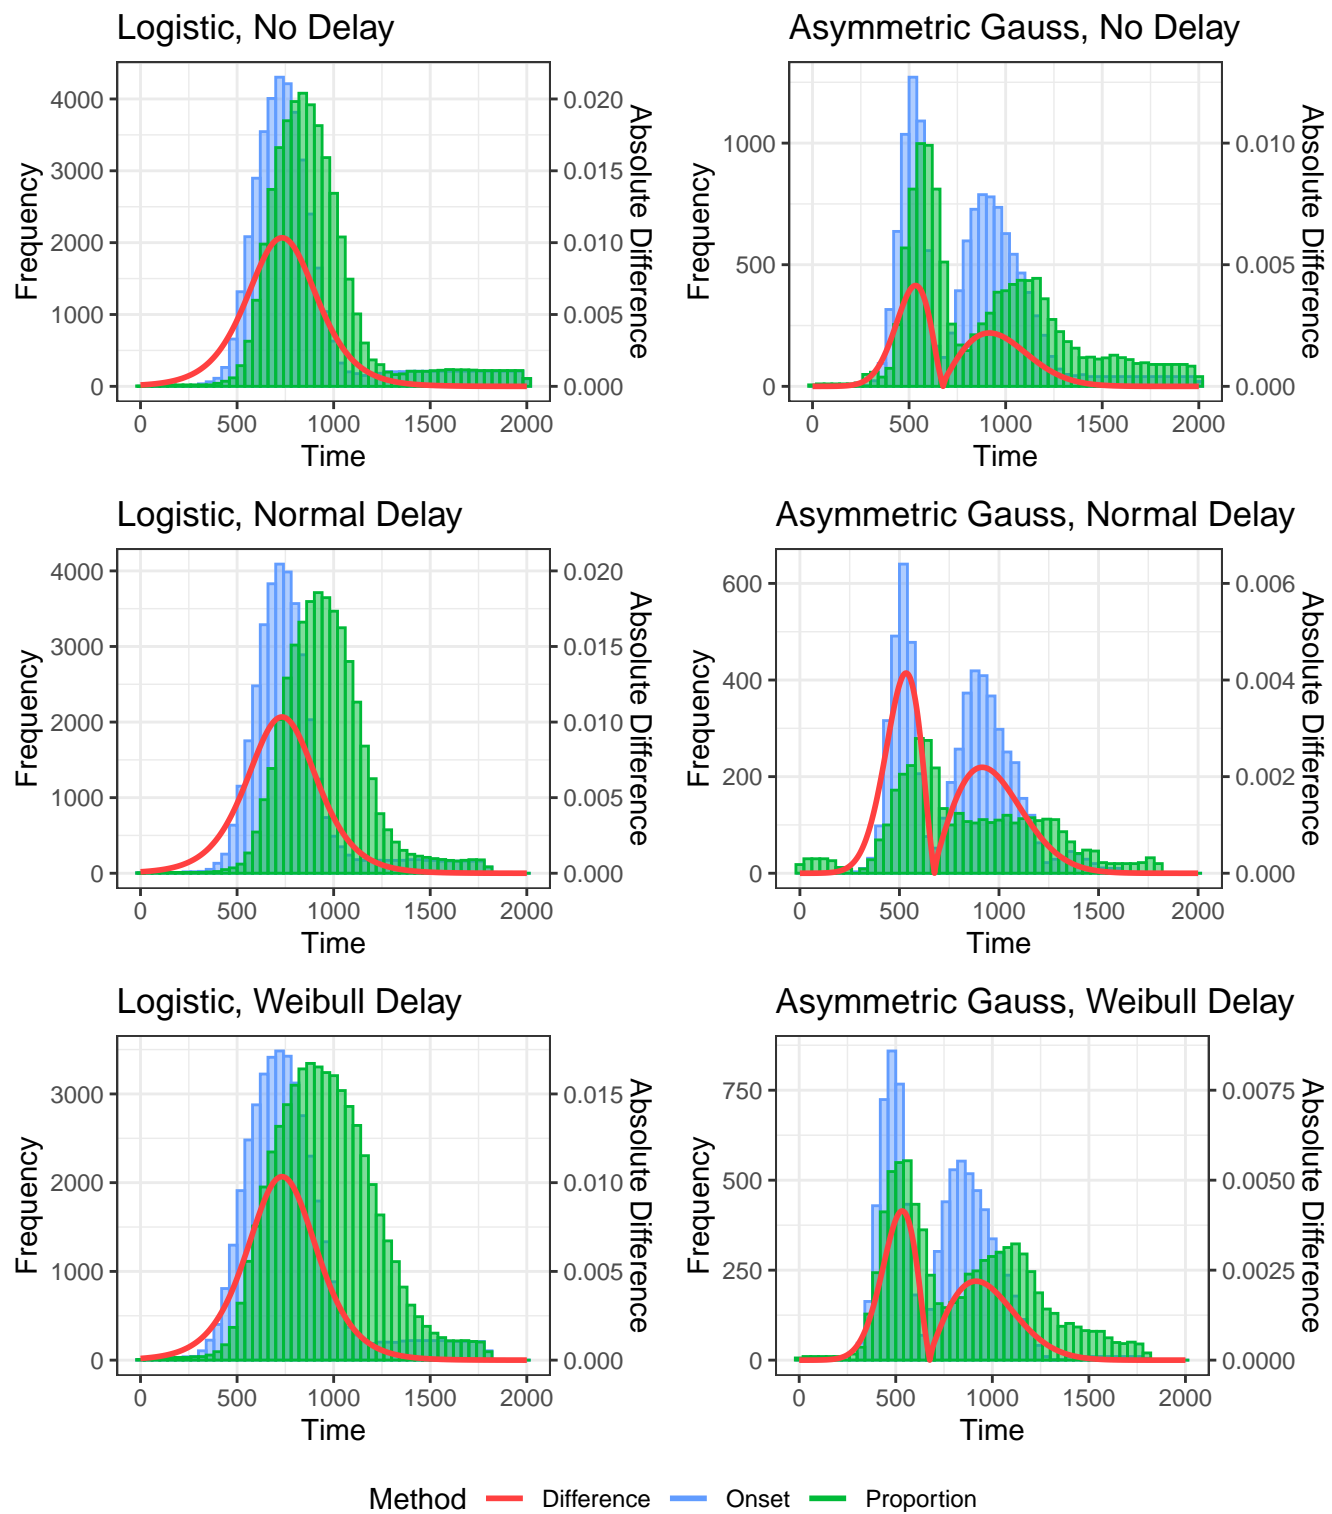 Logistic, No Delay
Asymmetric Gauss, No Delay
4000
3000
2000
1000
0
0.020
0.015
0.010
0.005
0.000
Frequency
Absolute Difference
0 500 1000 1500 2000
Time
1000
500
0
0.010
0.005
0.000
Frequency
Absolute Difference
0 500 1000 1500 2000
Time
Logistic, Normal Delay
Asymmetric Gauss, Normal Delay
4000
3000
2000
1000
0
0.020
0.015
0.010
0.005
0.000
Frequency
Absolute Difference
0 500 1000 1500 2000
Time
600
400
200
0
0.006
0.004
0.002
0.000
Frequency
Absolute Difference
0 500 1000 1500 2000
Time
Logistic, Weibull Delay
Asymmetric Gauss, Weibull Delay
3000
2000
1000
0
0.015
0.010
0.005
0.000
Frequency
Absolute Difference
0 500 1000 1500 2000
Time
750
500
250
0
0.0075
0.0050
0.0025
0.0000
Frequency
Absolute Difference
0 500 1000 1500 2000
Time
Method Difference Onset Proportion